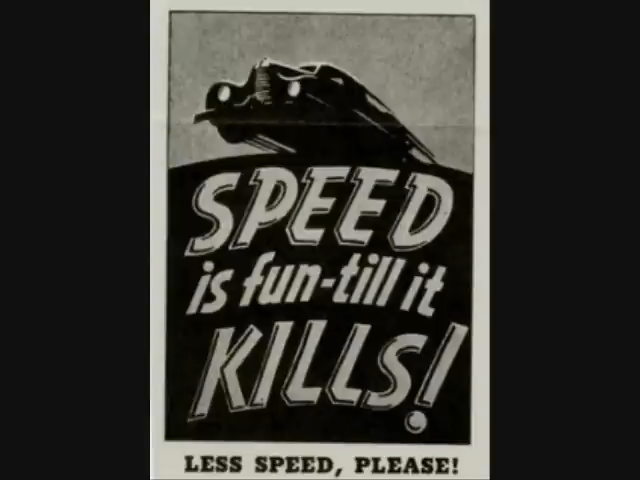 SPEED
is fun-till it
KILLS!
LESS SPEED, PLEASE!